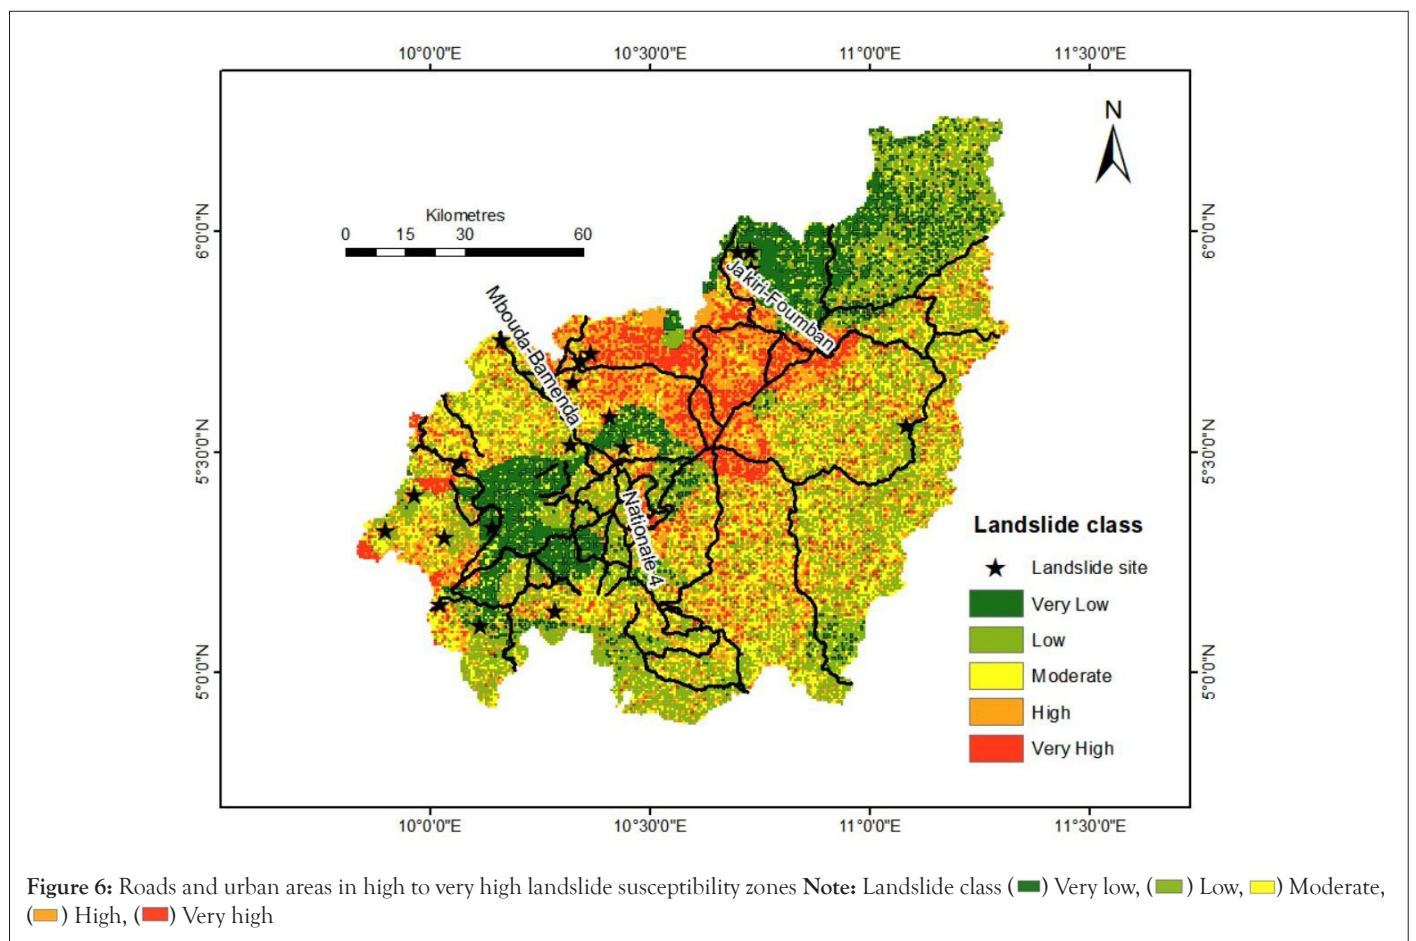 10°0'0"E 10°30'0"E 11°0'0"E 11°30'0"E
N
Kilometres
0 15 30 60
6°0'0"N 6°0'0"N
Jakiri-Foumban
Mbouda-Bamenda
5°30'0"N 5°30'0"N
Nationale 4
Landslide class
Landslide site
Very Low
Low
5°0'0"N 5°0'0"N
Moderate
High
Very High
10°0'0"E 10°30'0"E 11°0'0"E 11°30'0"E
Figure 6: Roads and urban areas in high to very high landslide susceptibility zones Note: Landslide class ( ) Very low, ( ) Low, ( ) Moderate,
( ) High, ( ) Very high